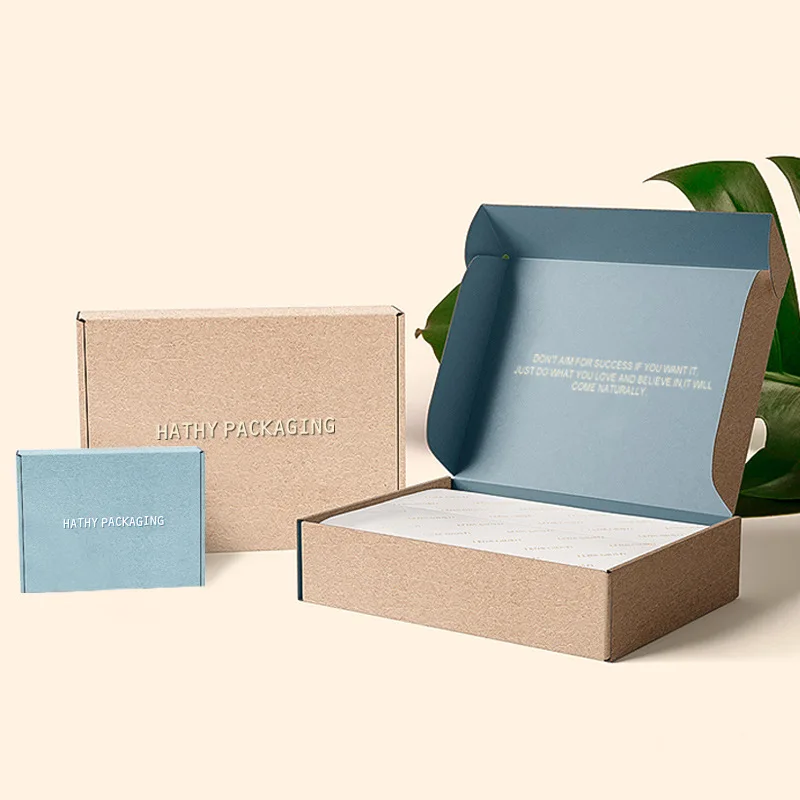 HATHY PACKAGING
HATHY PACKAGING
DON'T AIM FOR SUCCESS IF YOU WANT IT.
JUST DO WHAT YOU LOVE AND BELIEVE IN,IT WILL
COME NATURALLY.